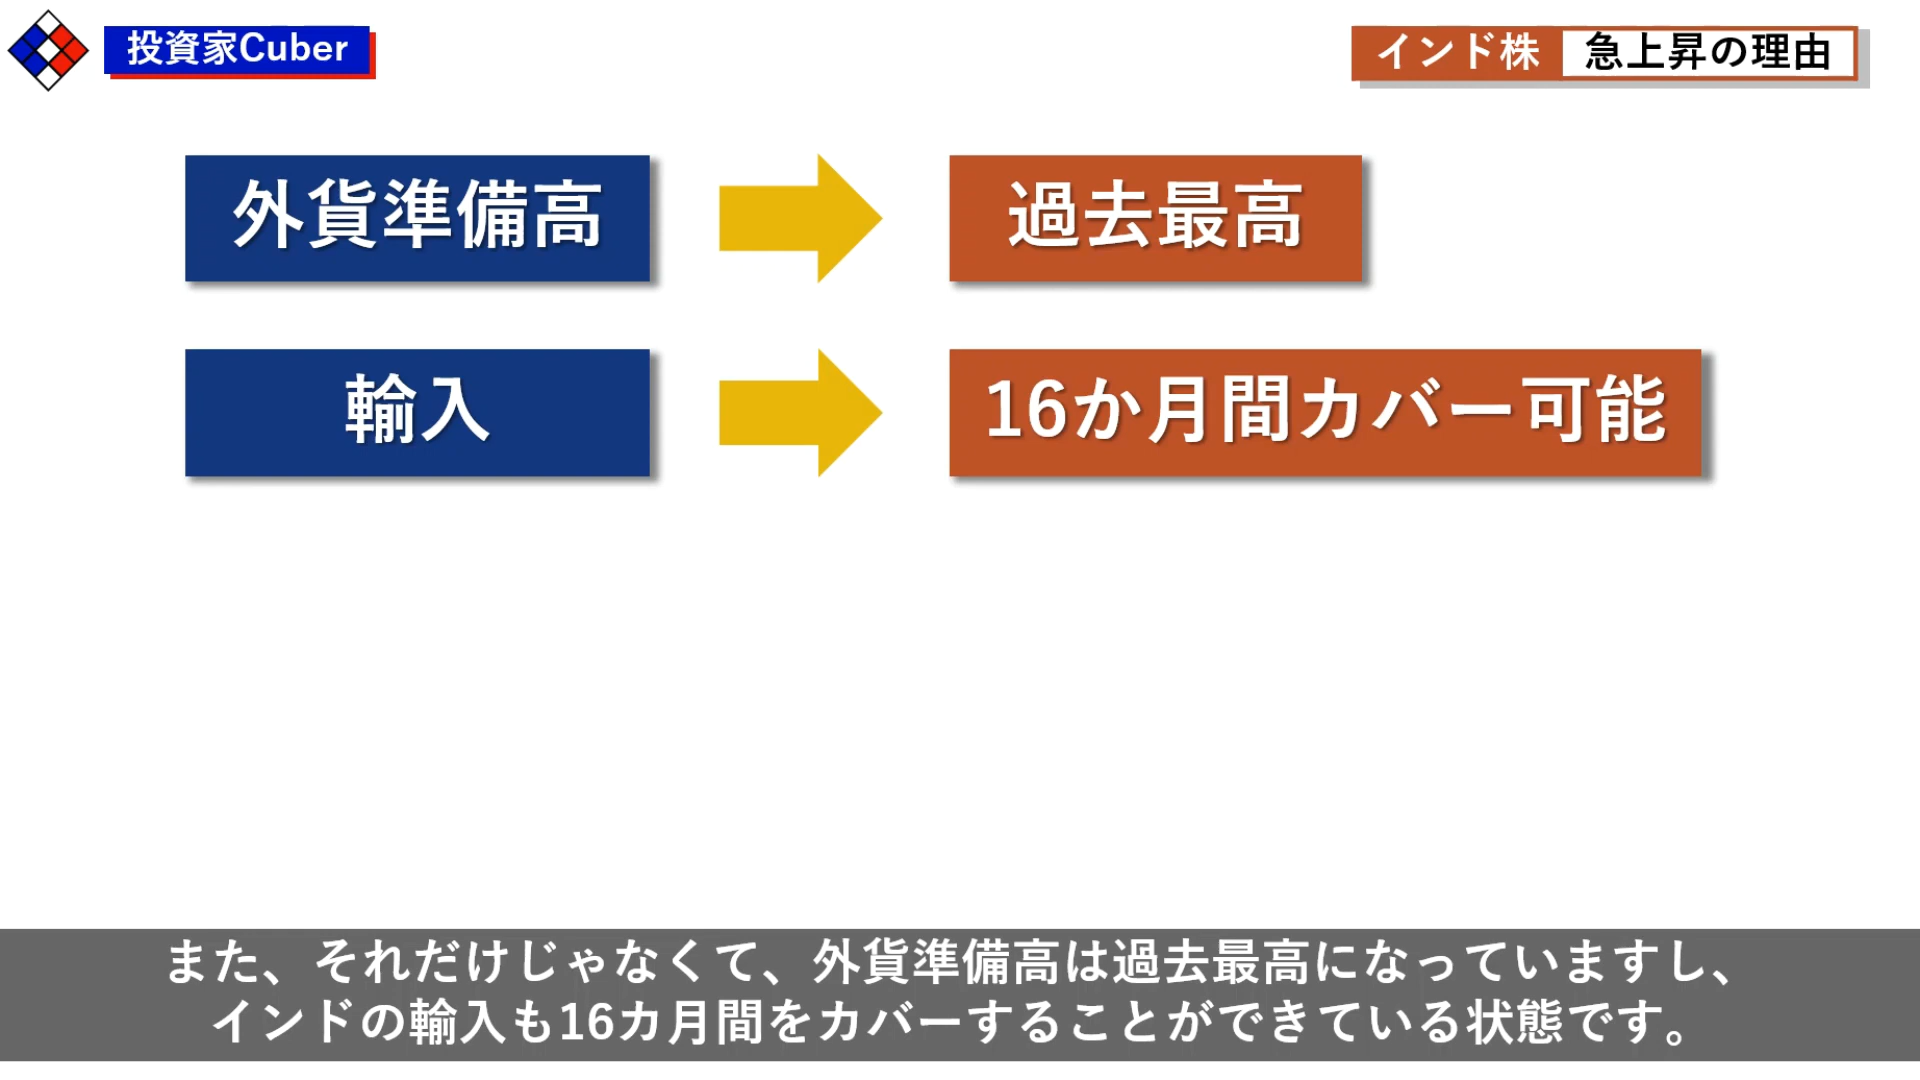 投資家Cuber
インド株 急上昇の理由
外貨準備高 過去最高
輸入 16か月間カバー可能
また、それだけじゃなくて、外貨準備高は過去最高になっていますし、
インドの輸入も16カ月間をカバーすることができている状態です。